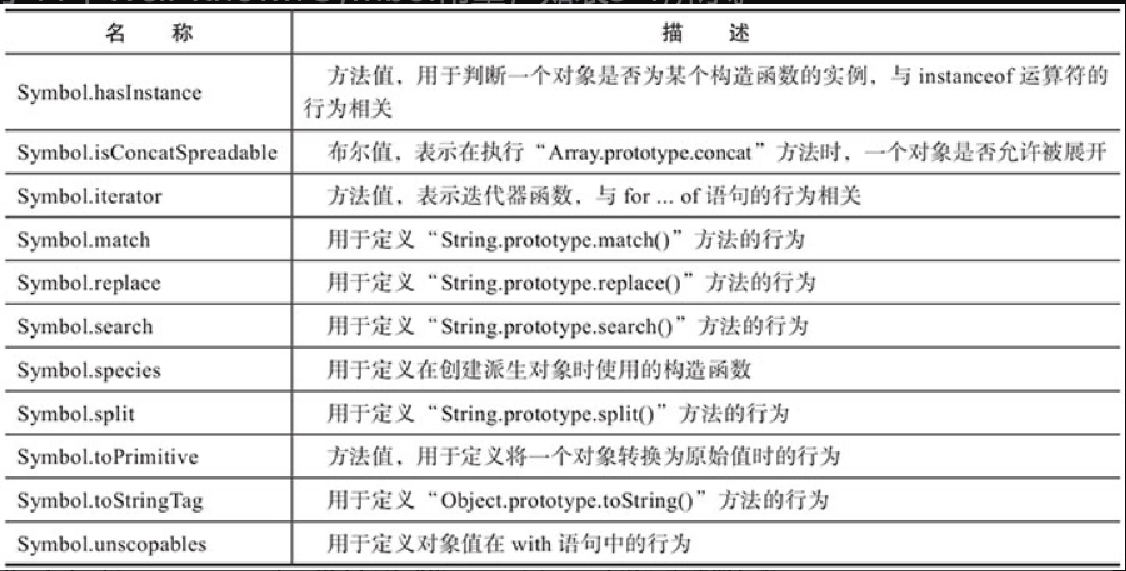 名 称 描 述
Symbol.hasInstance 方法值，用于判断一个对象是否为某个构造函数的实例，与 instanceof 运算符的
行为相关
Symbol.isConcatSpreadable 布尔值，表示在执行“Array.prototype.concat”方法时，一个对象是否允许被展开
Symbol.iterator 方法值，表示迭代器函数，与 for ... of 语句的行为相关
Symbol.match 用于定义“String.prototype.match()”方法的行为
Symbol.replace 用于定义“String.prototype.replace()”方法的行为
Symbol.search 用于定义“String.prototype.search()”方法的行为
Symbol.species 用于定义在创建派生对象时使用的构造函数
Symbol.split 用于定义“String.prototype.split()”方法的行为
Symbol.toPrimitive 方法值，用于定义将一个对象转换为原始值时的行为
Symbol.toStringTag 用于定义“Object.prototype.toString()”方法的行为
Symbol.unscopables 用于定义对象值在 with 语句中的行为